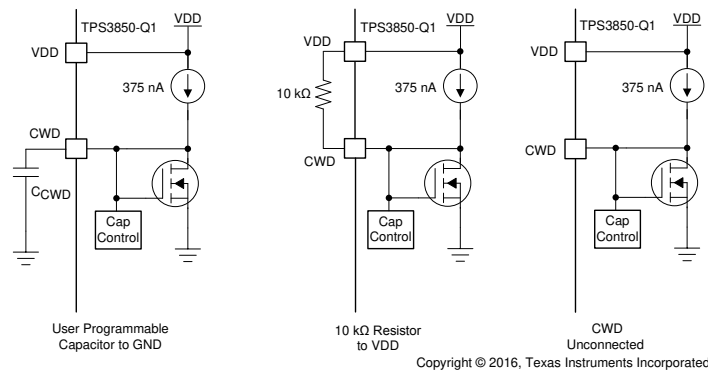 TPS3850-Q1
VDD
VDD
375 nA
CWD
CCWD
Cap
Control
User Programmable
Capacitor to GND
TPS3850-Q1
VDD
VDD
10 kΩ
375 nA
CWD
Cap
Control
10 kΩ Resistor
to VDD
TPS3850-Q1
VDD
VDD
375 nA
CWD
Cap
Control
CWD
Unconnected
Copyright © 2016, Texas Instruments Incorporated